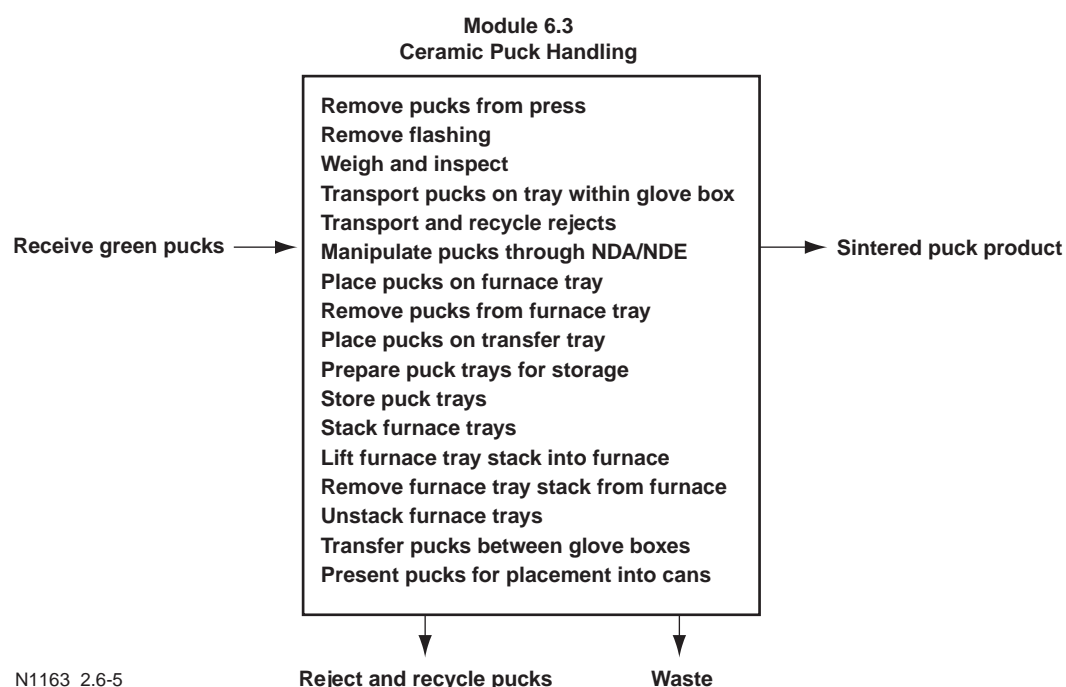 Module 6.3
Ceramic Puck Handling
Remove pucks from press
Remove flashing
Weigh and inspect
Transport pucks on tray within glove box
Transport and recycle rejects
Receive green pucks
Manipulate pucks through NDA/NDE
Sintered puck product
Place pucks on furnace tray
Remove pucks from furnace tray
Place pucks on transfer tray
Prepare puck trays for storage
Store puck trays
Stack furnace trays
Lift furnace tray stack into furnace
Remove furnace tray stack from furnace
Unstack furnace trays
Transfer pucks between glove boxes
Present pucks for placement into cans
N1163 2.6-5
Reject and recycle pucks
Waste